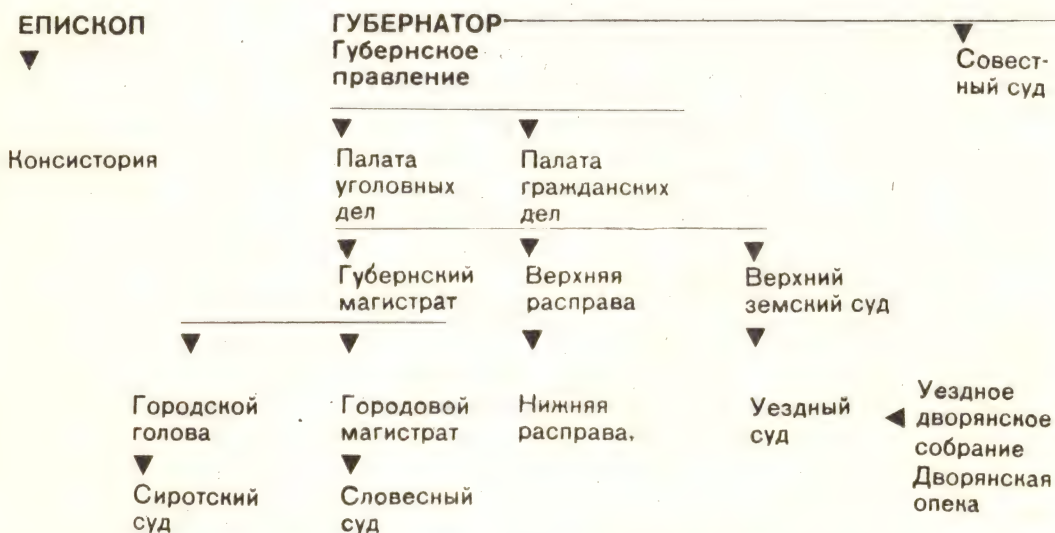 ЕПИСКОП
ГУБЕРНАТОР
Губернское
правление
Совест-
ный суд
Консистория
Палата
уголовных
дел
Палата
гражданских
дел
Губернский
магистрат
Верхняя
расправа
Верхний
земский суд
Городской
голова
Городовой
магистрат
Нижняя
расправа.
Уездный
суд
Уездное
дворянское
собрание
Дворянская
опека
Сиротский
суд
Словесный
суд